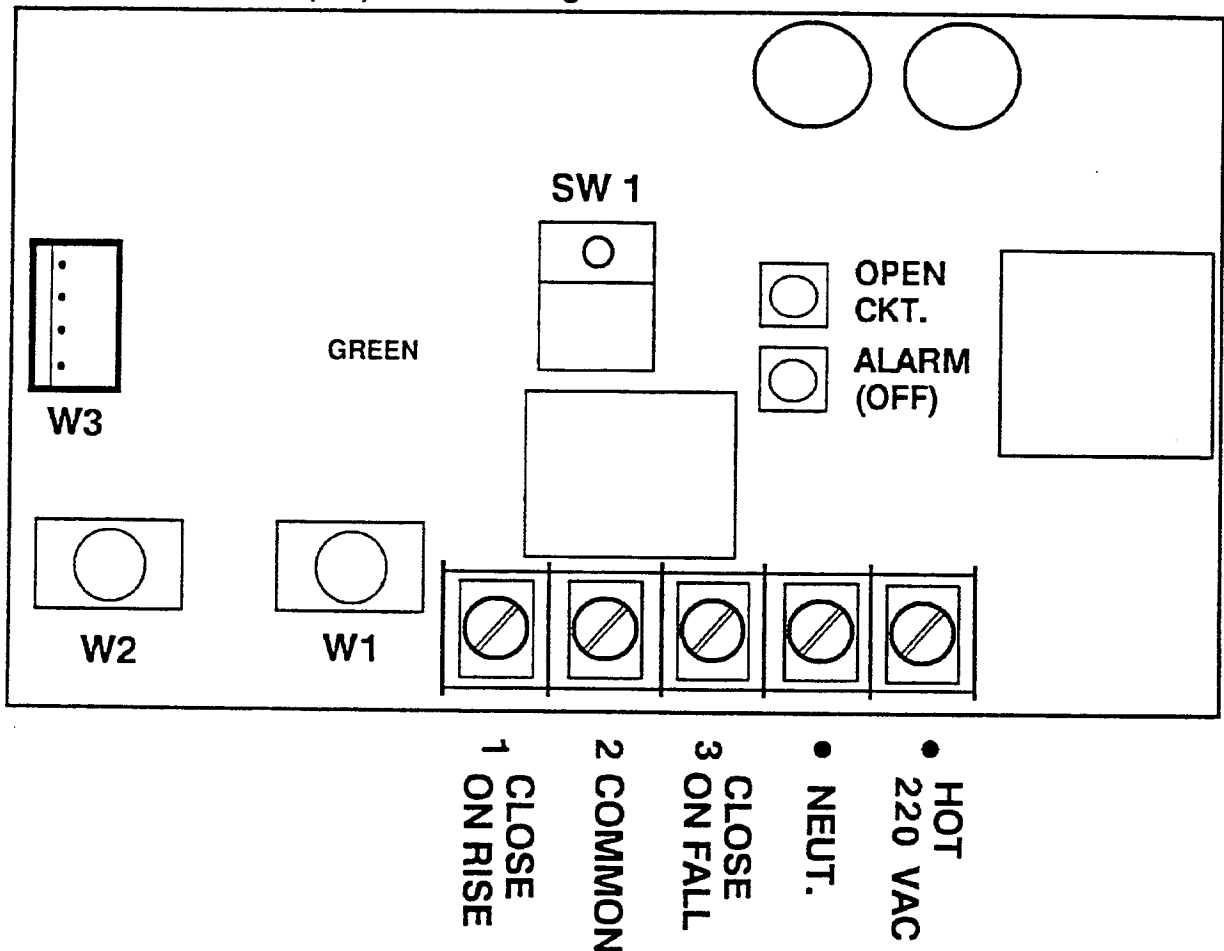 SW 1
OPEN
CKT.
GREEN
ALARM
(OFF)
W3
W2
W1
CLOSE
1 ON RISE
2 COMMON
CLOSE
3 ON FALL
• NEUT.
• HOT
220 VAC